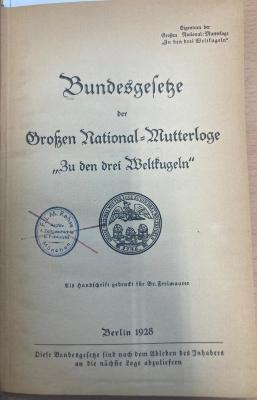 Eigentum der
Großen National-Mutterloge
„Zu den drei Weltkugeln"
Bundesgesetze
der
Großen National-Mutterloge
„Zu den drei Weltkugeln"
Als Handschrift gedruckt für Br. Freimaurer
Berlin 1928
Diese Bundesgesetze sind nach dem Ableben des Inhabers
an die nächste Loge abzuliefern